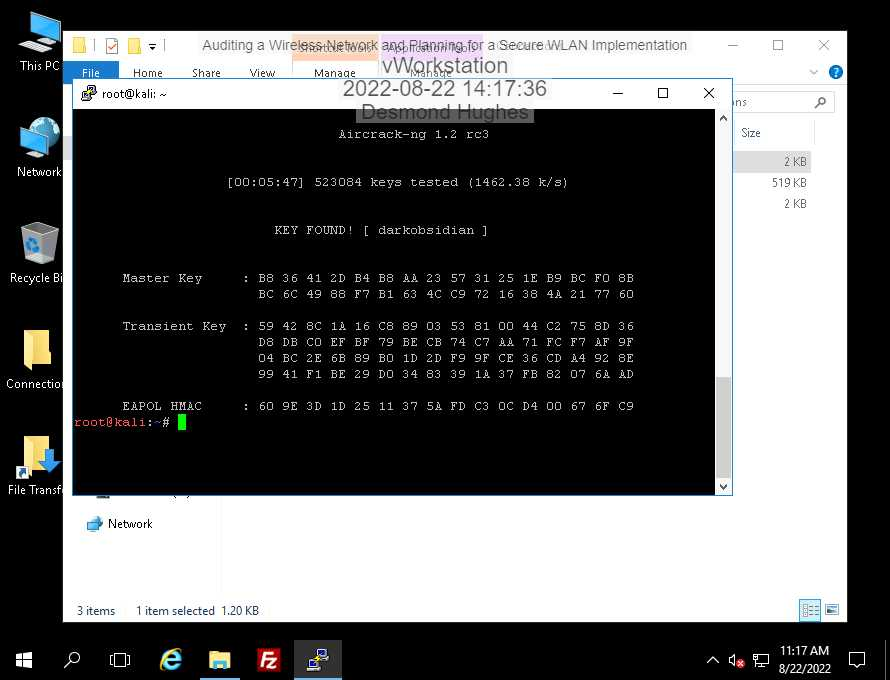 Auditing a Wireless Network and Planning for a Secure WLAN Implementation
vWorkstation
2022-08-22 14:17:36
Desmond Hughes
This PC
File Home Share View Manage Manage
root@kali: ~
Size
2 KB
519 KB
2 KB
Aircrack-ng 1.2 rc3
[00:05:47] 523084 keys tested (1462.38 k/s)
KEY FOUND! [ darkobsidian ]
Master Key : B8 36 41 2D B4 B8 AA 23 57 31 25 1E B9 BC F0 8B
BC 6C 49 88 F7 B1 63 4C C9 72 16 38 4A 21 77 60
Transient Key : 59 42 8C 1A 16 C8 89 03 53 81 00 44 C2 75 8D 36
D8 DB C0 EF BF 79 BE CB 74 C7 AA 71 FC F7 AF 9F
04 BC 2E 6B 89 B0 1D 2D F9 9F CE 36 CD A4 92 8E
99 41 F1 BE 29 D0 34 83 39 1A 37 FB 82 07 6A AD
EAPOL HMAC : 60 9E 3D 1D 25 11 37 5A FD C3 0C D4 00 67 6F C9
root@kali:~#
Network
Recycle Bi
Connection
File Transf
Network
3 items 1 item selected 1.20 KB
11:17 AM
8/22/2022